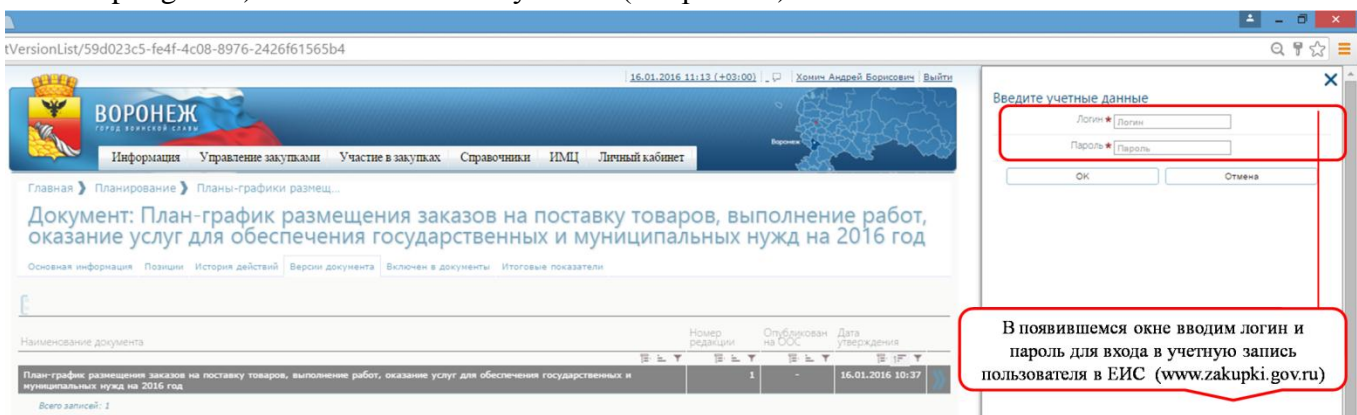 tVersionList/59d023c5-fe4f-4c08-8976-2426f61565b4
16.01.2016 11:13 (+03:00) Хонич Андрей Борисович Выйти
ВОРОНЕЖ
ГОРОД ВОИНСКОЙ СЛАВЫ
Воронеж
Информация Управление закупками Участие в закупках Справочники ИМЦ Личный кабинет
Главная Планирование Планы-графики размещ...
Документ: План-график размещения заказов на поставку товаров, выполнение работ,
оказание услуг для обеспечения государственных и муниципальных нужд на 2016 год
Основная информация Позиции История действий Версии документа Включен в документы Итоговые показатели
Наименование документа Номер редакции Опубликован на ООС Дата утверждения
План-график размещения заказов на поставку товаров, выполнение работ, оказание услуг для обеспечения государственных и
муниципальных нужд на 2016 год 1 - 16.01.2016 10:37
Всего записей: 1
Введите учетные данные
Логин * Логин
Пароль * Пароль
ОК Отмена
В появившемся окне вводим логин и
пароль для входа в учетную запись
пользователя в ЕИС (www.zakupki.gov.ru)